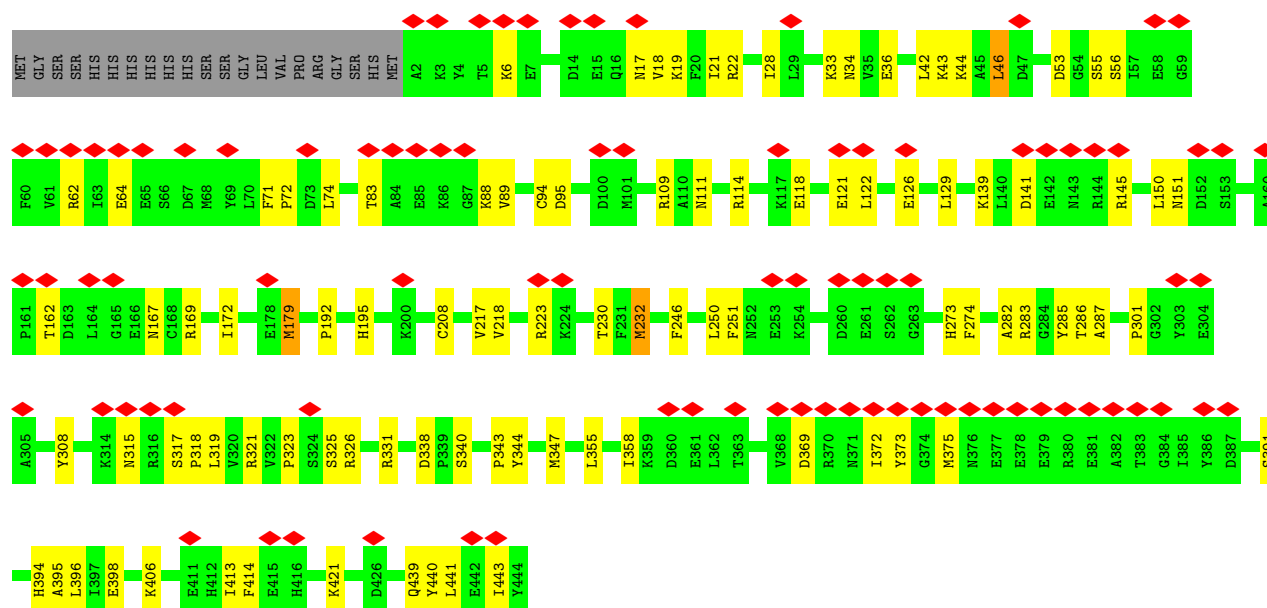 MET GLY SER SER HIS HIS HIS HIS HIS HIS SER SER GLY LEU VAL PRO ARG GLY SER HIS MET A2 K3 Y4 T5 K6 E7 D14 E15 Q16 N17 V18 K19 F20 I21 R22 I28 L29 K33 N34 V35 E36 L42 K43 K44 A45 L46 D47 D53 G54 S55 S56 I57 E58 G59
F60 V61 R62 I63 E64 E65 S66 D67 M68 Y69 L70 F71 P72 D73 L74 T83 A84 E85 K86 G87 K88 V89 C94 D95 D100 M101 R109 A110 N111 R114 K117 E118 E121 L122 E126 L129 K139 L140 D141 E142 N143 R144 R145 L150 N151 D152 S153 A160
P161 T162 D163 L164 G165 E166 N167 C168 R169 I172 E178 M179 P192 H195 K200 C208 V217 V218 R223 K224 T230 F231 M232 F246 L250 F251 N252 E253 K254 D260 E261 S262 G263 H273 F274 A282 R283 G284 Y285 T286 A287 P301 G302 Y303 E304
A305 Y308 K314 N315 R316 S317 P318 L319 V320 R321 V322 P323 S324 S325 R326 R331 D338 P339 S340 P343 Y344 M347 L355 I358 K359 D360 E361 L362 T363 V368 D369 R370 N371 I372 Y373 G374 M375 N376 E377 E378 E379 R380 E381 A382 T383 G384 I385 Y386 D387 S391
H394 A395 L396 I397 E398 K406 E411 H412 I413 F414 E415 H416 K421 D426 Q439 Y440 L441 E442 I443 Y444